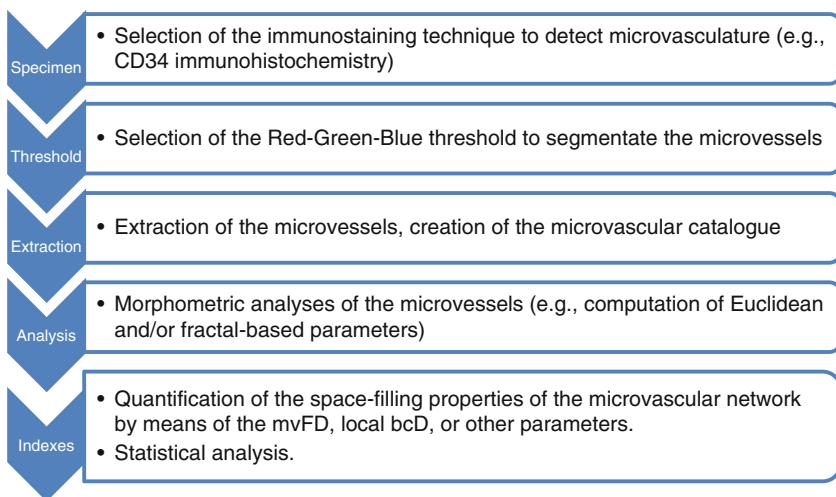 Specimen
• Selection of the immunostaining technique to detect microvasculature (e.g.,
CD34 immunohistochemistry)
Threshold
• Selection of the Red-Green-Blue threshold to segmentate the microvessels
Extraction
• Extraction of the microvessels, creation of the microvascular catalogue
Analysis
• Morphometric analyses of the microvessels (e.g., computation of Euclidean
and/or fractal-based parameters)
Indexes
• Quantification of the space-filling properties of the microvascular network
by means of the mvFD, local bcD, or other parameters.
• Statistical analysis.